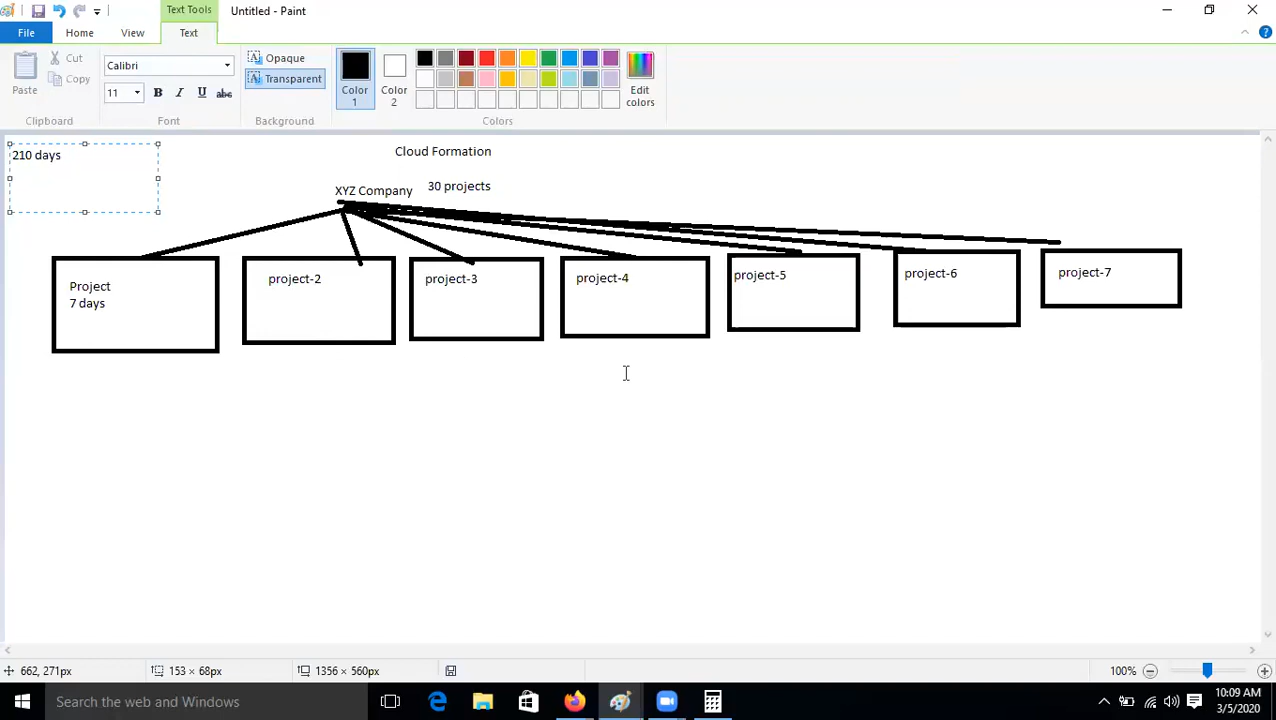 Text Tools
Untitled - Paint
File
Home
View
Text
Paste
Cut
Copy
Clipboard
Calibri
11
B I U abc
Font
Opaque
Transparent
Background
Color 1
Color 2
Edit colors
Colors
210 days
Cloud Formation
XYZ Company
30 projects
Project
7 days
project-2
project-3
project-4
project-5
project-6
project-7
662, 271px
153 × 68px
1356 × 560px
100%
Search the web and Windows
10:09 AM
3/5/2020